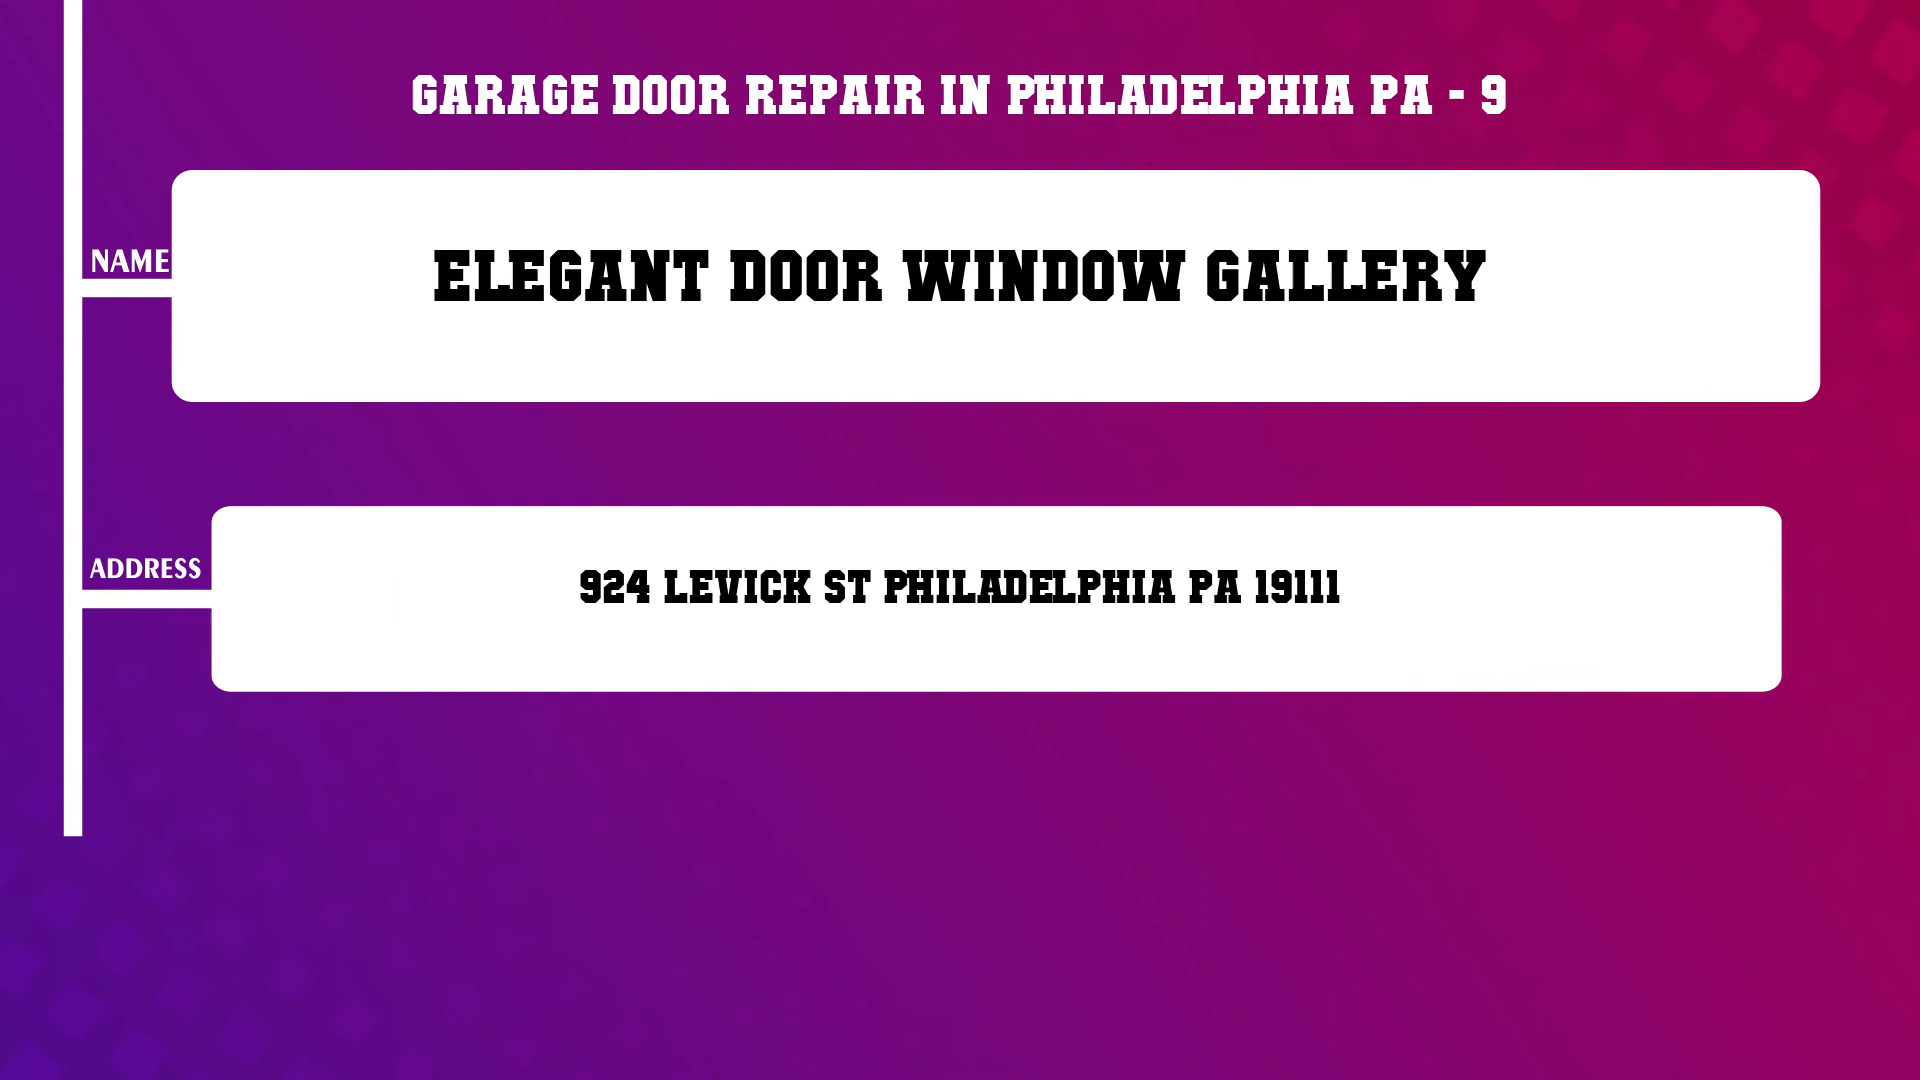 GARAGE DOOR REPAIR IN PHILADELPHIA PA - 9
NAME
ELEGANT DOOR WINDOW GALLERY
ADDRESS
924 LEVICK ST PHILADELPHIA PA 19111